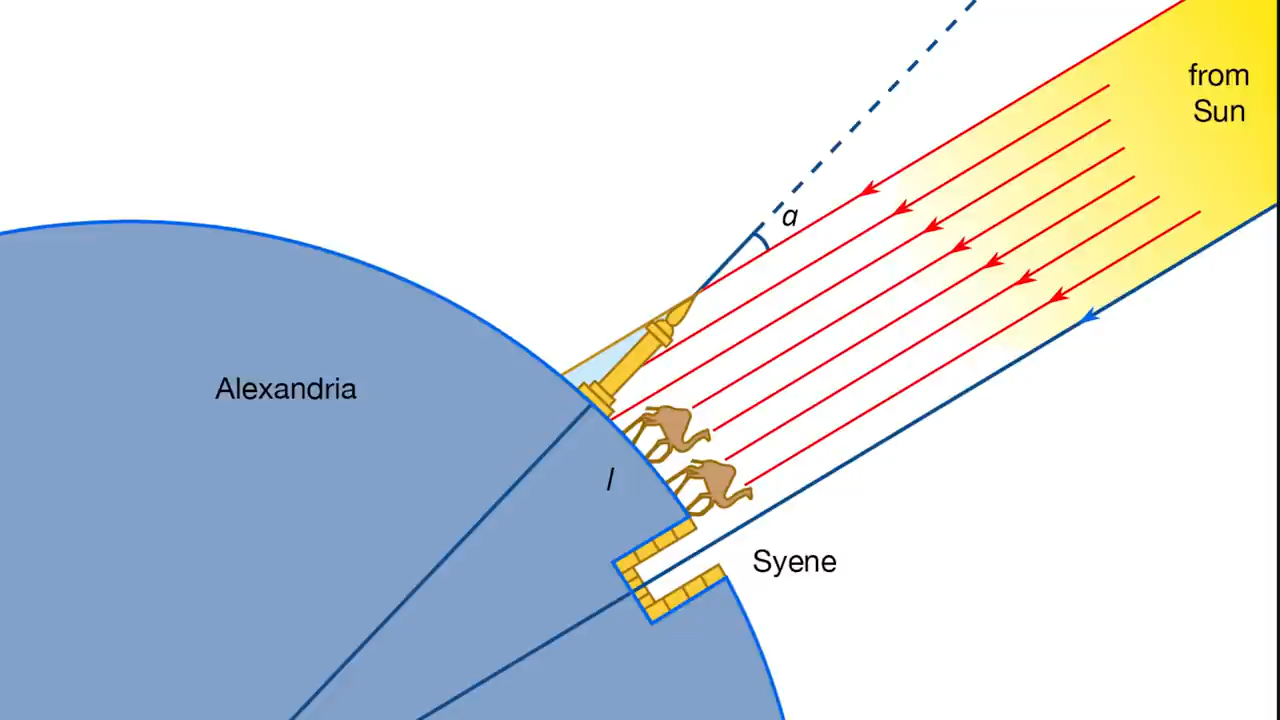 from
Sun
α
Alexandria
l
Syene